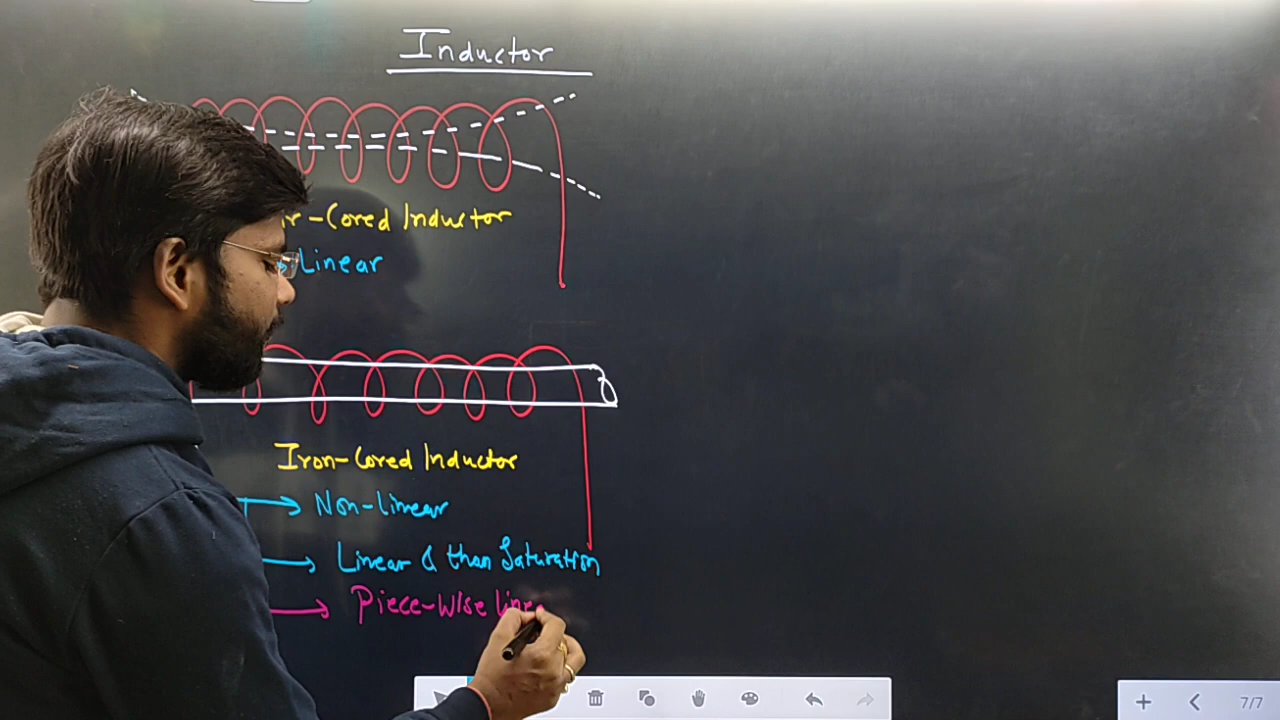 Inductor
-Cored Inductor
Linear
Iron-Cored Inductor
Non-linear
Linear & than Saturation
Piece-wise
7/7